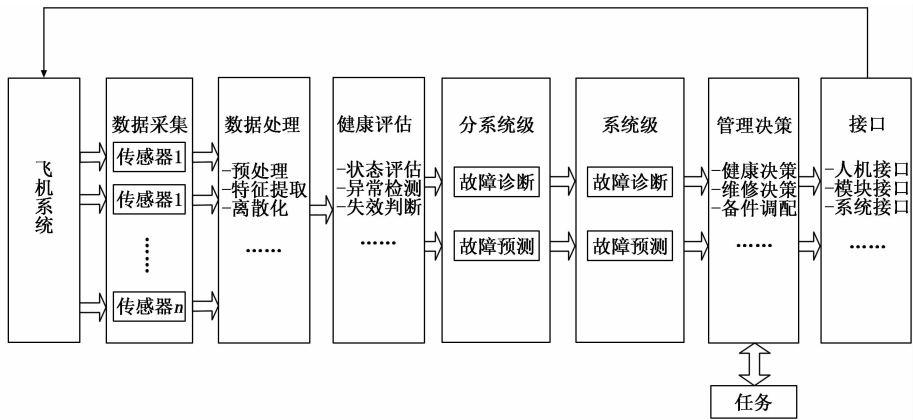 飞机系统
数据采集
传感器1
传感器1
······
传感器n
数据处理
-预处理
-特征提取
-离散化
······
健康评估
-状态评估
-异常检测
-失效判断
······
分系统级
故障诊断
故障预测
系统级
故障诊断
故障预测
管理决策
-健康决策
-维修决策
-备件调配
······
接口
-人机接口
-模块接口
-系统接口
······
任务